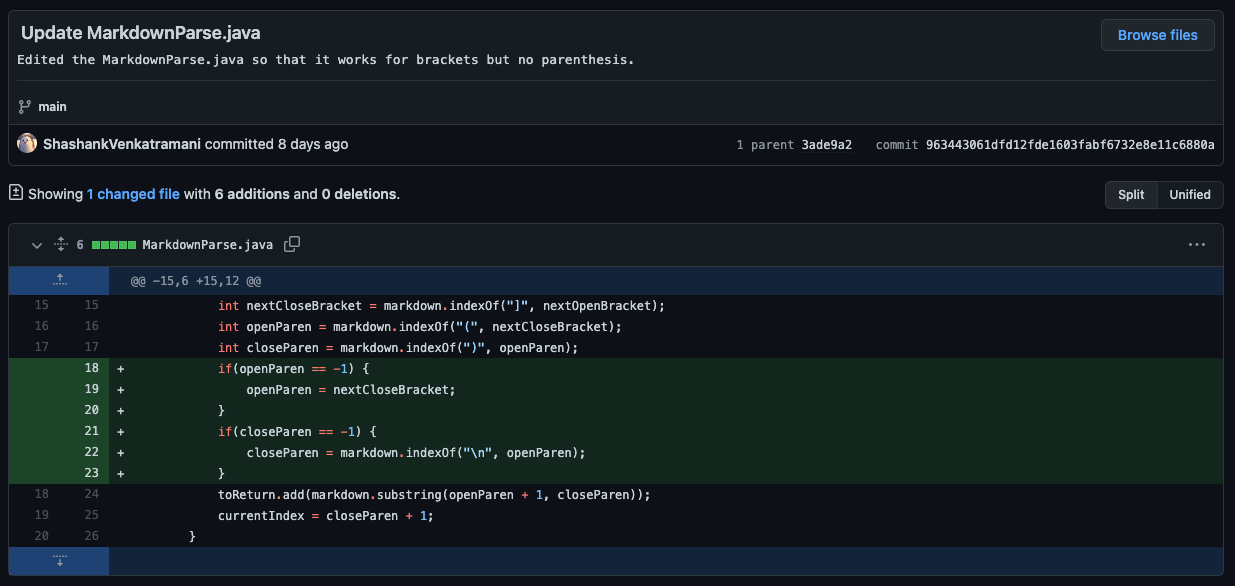 Update MarkdownParse.java
Browse files
Edited the MarkdownParse.java so that it works for brackets but no parenthesis.
main
ShashankVenkatramani committed 8 days ago
1 parent 3ade9a2 commit 963443061dfd12fde1603fabf6732e8e11c6880a
Showing 1 changed file with 6 additions and 0 deletions.
Split Unified
6 MarkdownParse.java
@@ -15,6 +15,12 @@
15 15 int nextCloseBracket = markdown.indexOf("]", nextOpenBracket);
16 16 int openParen = markdown.indexOf("(", nextCloseBracket);
17 17 int closeParen = markdown.indexOf(")", openParen);
18 + if(openParen == -1) {
19 + openParen = nextCloseBracket;
20 + }
21 + if(closeParen == -1) {
22 + closeParen = markdown.indexOf("\n", openParen);
23 + }
18 24 toReturn.add(markdown.substring(openParen + 1, closeParen));
19 25 currentIndex = closeParen + 1;
20 26 }